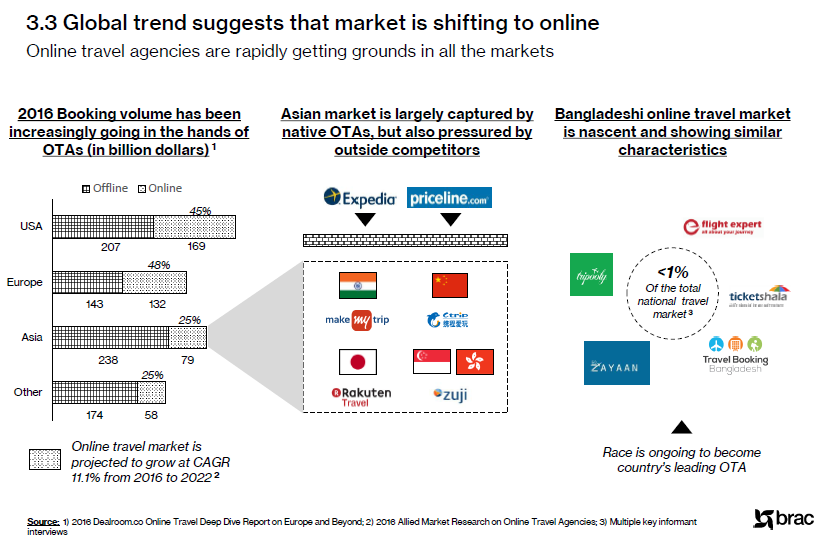 3.3 Global trend suggests that market is shifting to online
Online travel agencies are rapidly getting grounds in all the markets
2016 Booking volume has been
increasingly going in the hands of
OTAs (in billion dollars) 1
Offline Online
USA
45%
207 169
Europe
48%
143 132
Asia
25%
238 79
Other
25%
174 58
Online travel market is
projected to grow at CAGR
11.1% from 2016 to 2022 2
Asian market is largely captured by
native OTAs, but also pressured by
outside competitors
Expedia priceline.com
make my trip
Ctrip
携程爱玩
Rakuten
Travel
zuji
Bangladeshi online travel market
is nascent and showing similar
characteristics
flight expert
all about your journey
tripooly
<1%
Of the total
national travel
market 3
ticketshala
ZAYAAN
Travel Booking
Bangladesh
Race is ongoing to become
country's leading OTA
Source: 1) 2016 Dealroom.co Online Travel Deep Dive Report on Europe and Beyond; 2) 2016 Allied Market Research on Online Travel Agencies; 3) Multiple key informant
interviews
brac